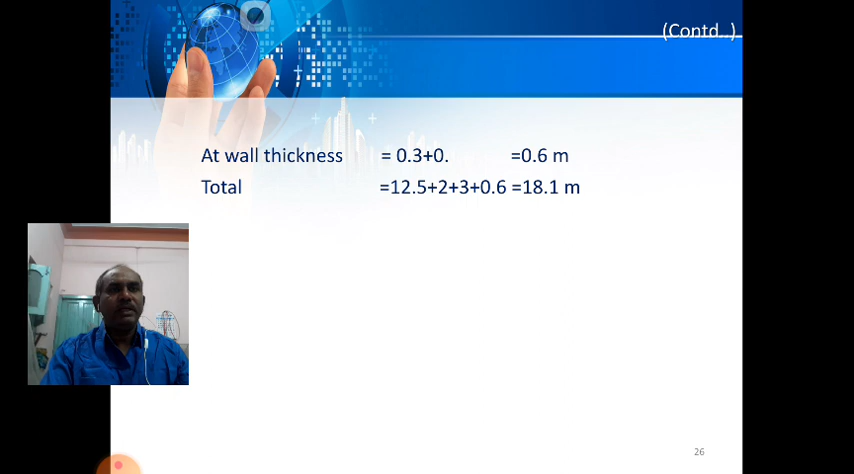 (Contd..)
At wall thickness = 0.3+0. =0.6 m
Total =12.5+2+3+0.6 =18.1 m
26